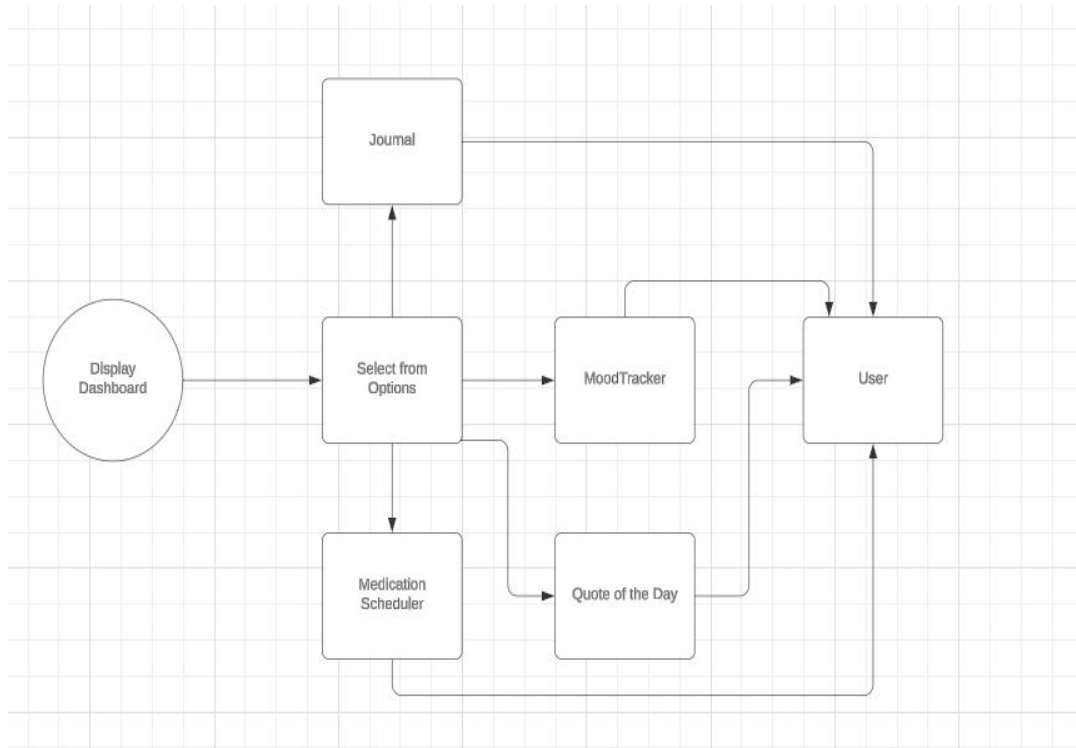 Journal
Display
Dashboard
Select from
Options
MoodTracker
User
Medication
Scheduler
Quote of the Day